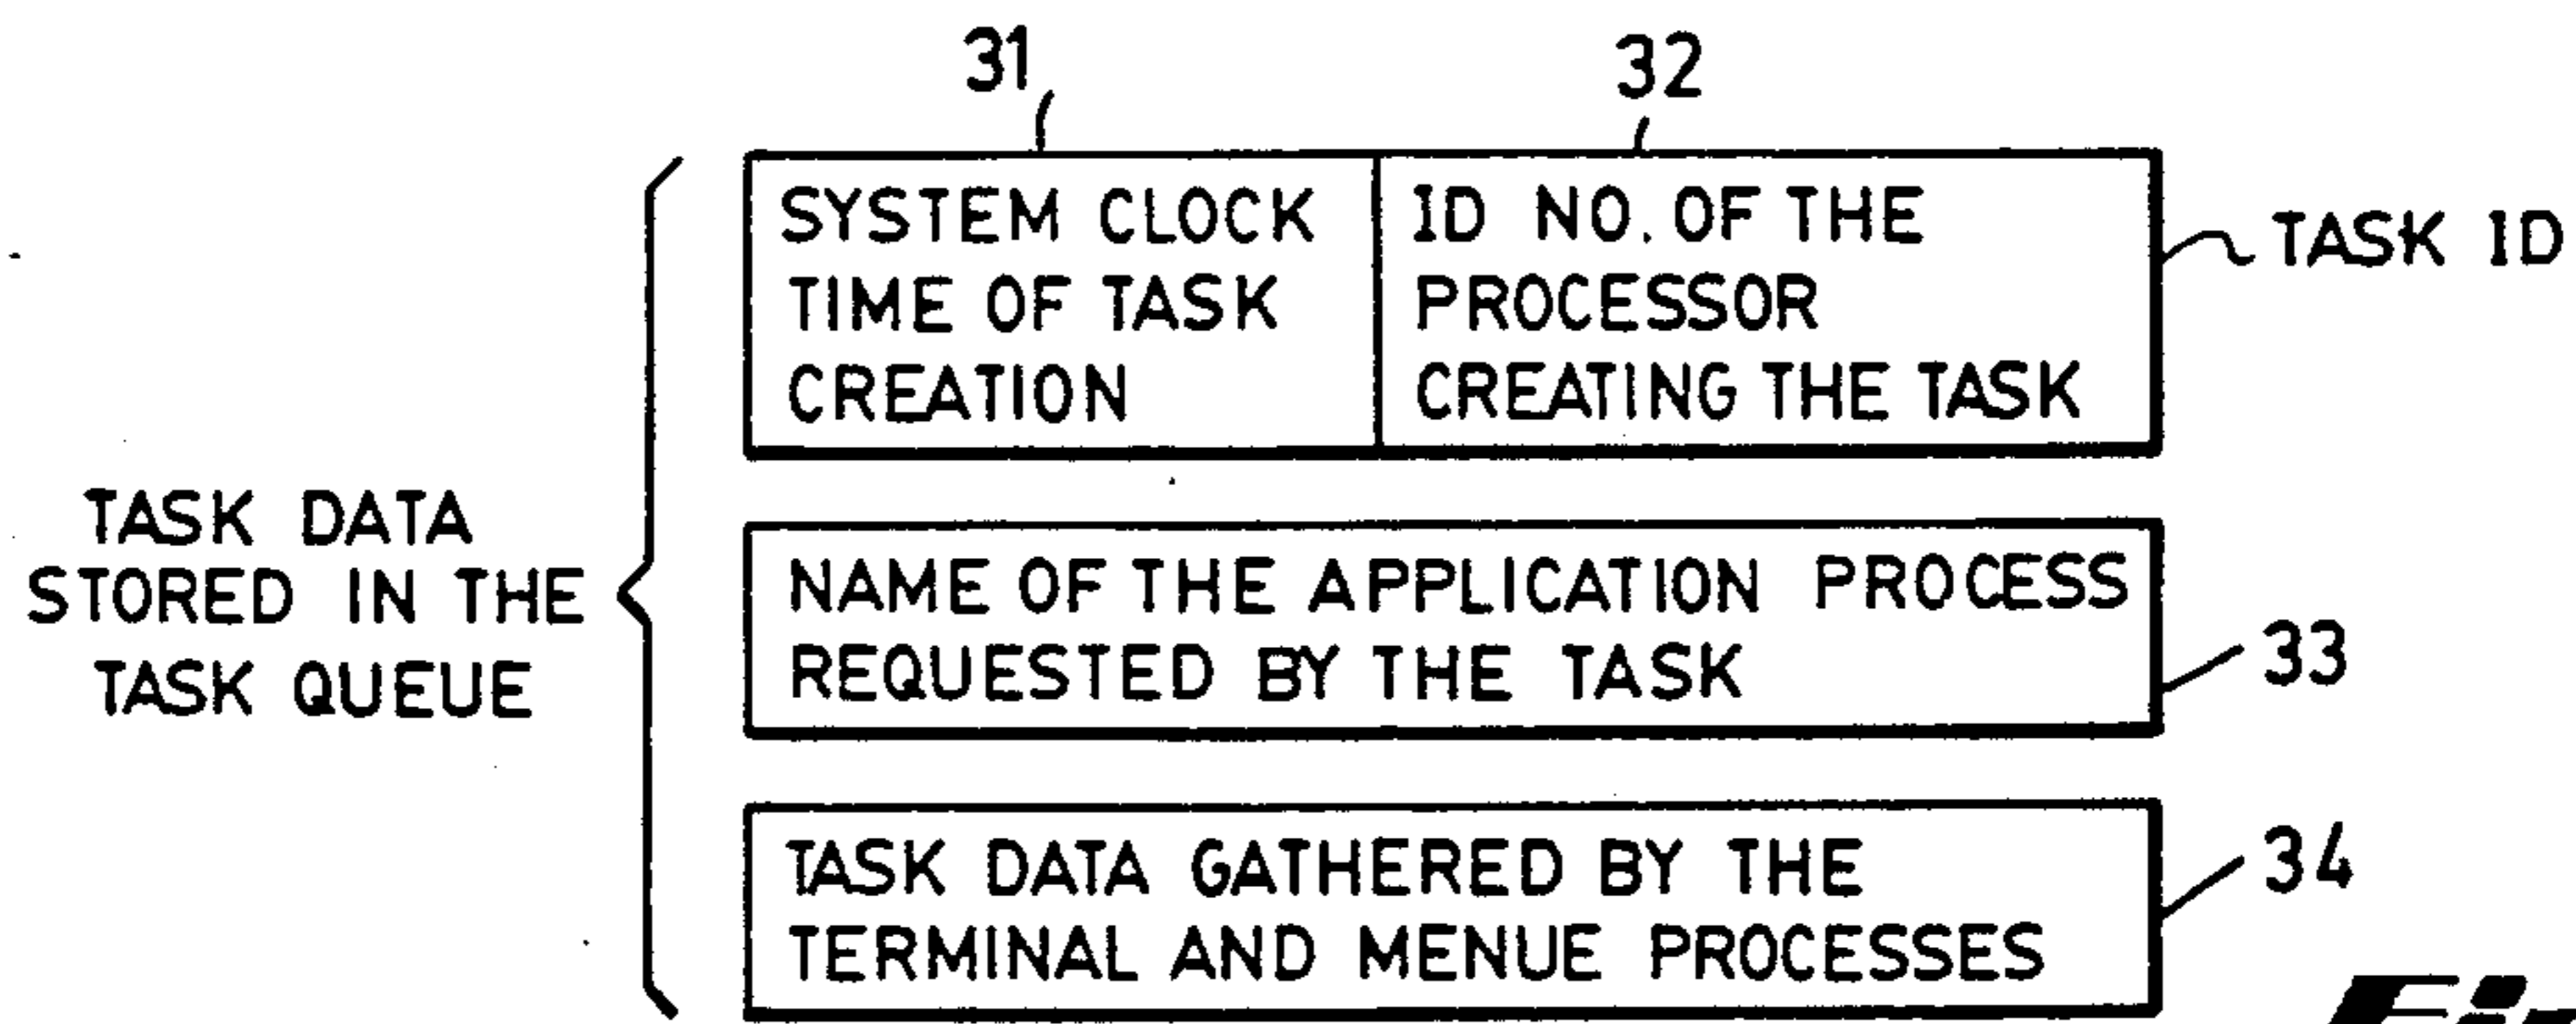 31
32
SYSTEM CLOCK
TIME OF TASK
CREATION
ID NO. OF THE
PROCESSOR
CREATING THE TASK
TASK ID
TASK DATA
STORED IN THE
TASK QUEUE
NAME OF THE APPLICATION PROCESS
REQUESTED BY THE TASK
33
TASK DATA GATHERED BY THE
TERMINAL AND MENUE PROCESSES
34